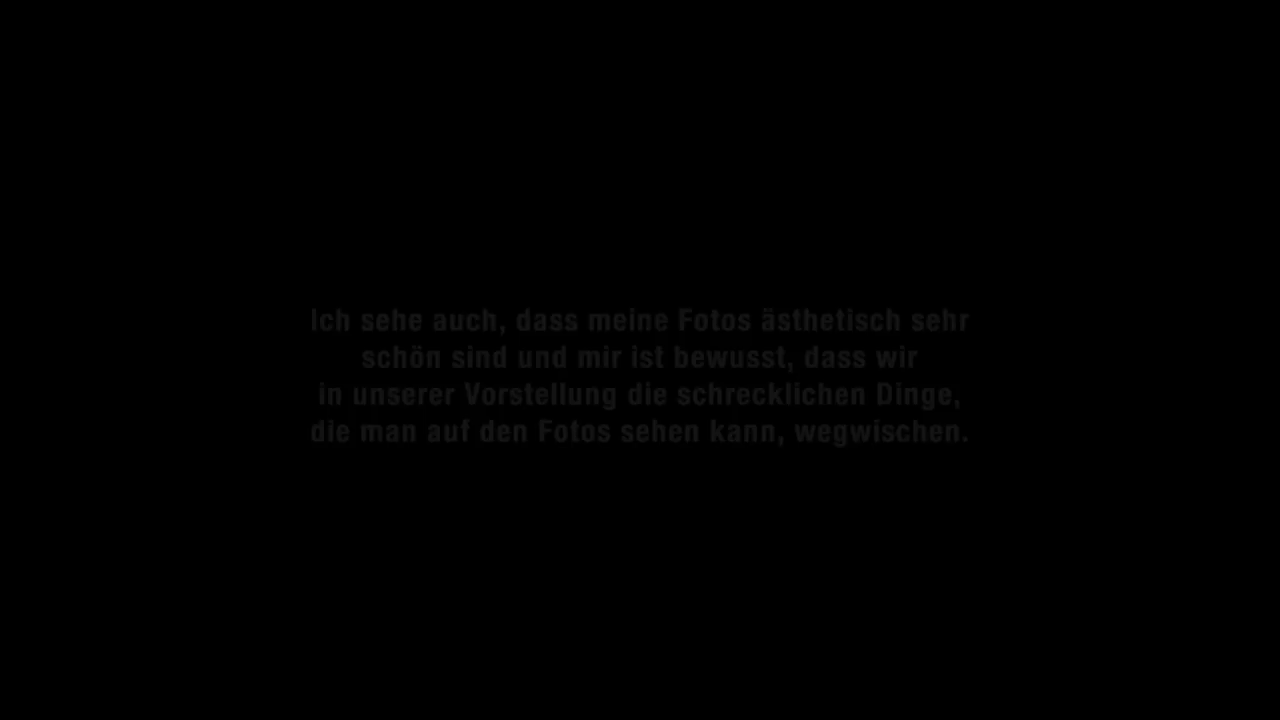 Ich sehe auch, dass meine Fotos ästhetisch sehr
schön sind und mir ist bewusst, dass wir
in unserer Vorstellung die schrecklichen Dinge,
die man auf den Fotos sehen kann, wegwischen.